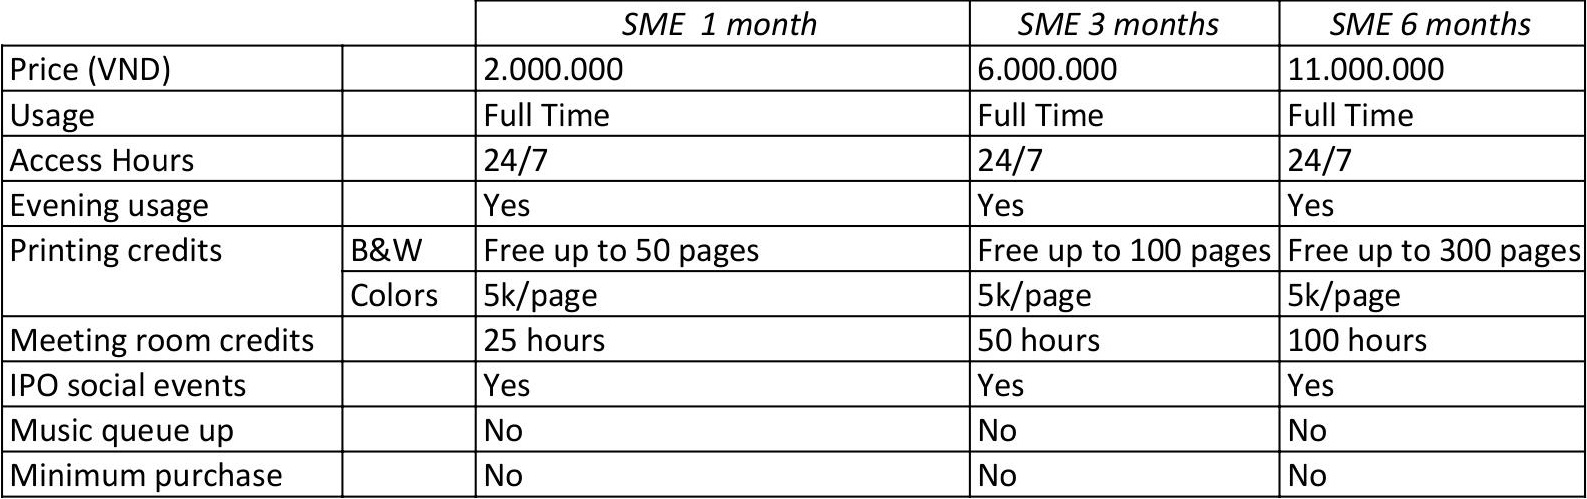 SME 1 month SME 3 months SME 6 months
Price (VND) 2.000.000 6.000.000 11.000.000
Usage Full Time Full Time Full Time
Access Hours 24/7 24/7 24/7
Evening usage Yes Yes Yes
Printing credits B&W Free up to 50 pages Free up to 100 pages Free up to 300 pages
Colors 5k/page 5k/page 5k/page
Meeting room credits 25 hours 50 hours 100 hours
IPO social events Yes Yes Yes
Music queue up No No No
Minimum purchase No No No